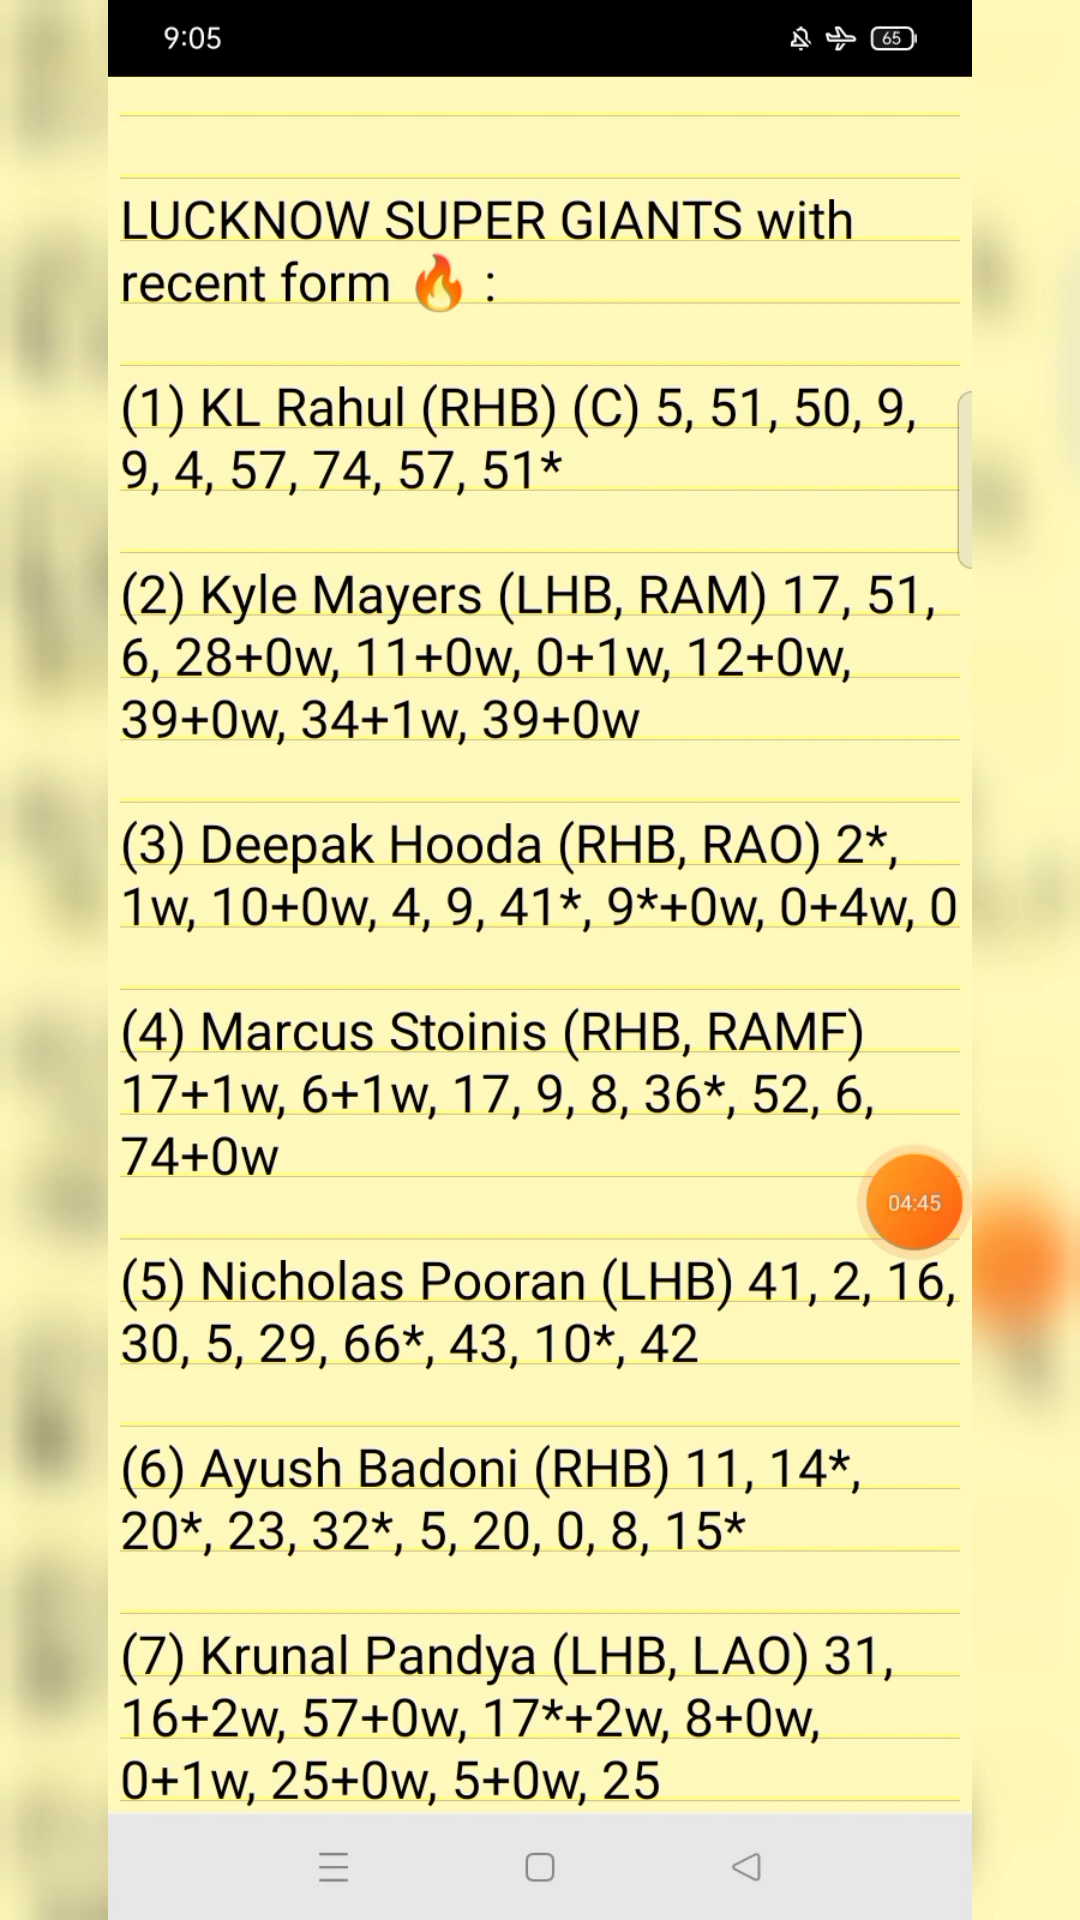 9:05
65
LUCKNOW SUPER GIANTS with
recent form 🔥 :
(1) KL Rahul (RHB) (C) 5, 51, 50, 9,
9, 4, 57, 74, 57, 51*
(2) Kyle Mayers (LHB, RAM) 17, 51,
6, 28+0w, 11+0w, 0+1w, 12+0w,
39+0w, 34+1w, 39+0w
(3) Deepak Hooda (RHB, RAO) 2*,
1w, 10+0w, 4, 9, 41*, 9*+0w, 0+4w, 0
(4) Marcus Stoinis (RHB, RAMF)
17+1w, 6+1w, 17, 9, 8, 36*, 52, 6,
74+0w
04:45
(5) Nicholas Pooran (LHB) 41, 2, 16,
30, 5, 29, 66*, 43, 10*, 42
(6) Ayush Badoni (RHB) 11, 14*,
20*, 23, 32*, 5, 20, 0, 8, 15*
(7) Krunal Pandya (LHB, LAO) 31,
16+2w, 57+0w, 17*+2w, 8+0w,
0+1w, 25+0w, 5+0w, 25